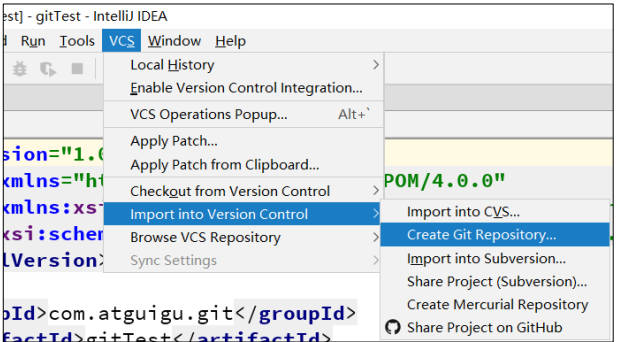 est] - gitTest - IntelliJ IDEA
Run Tools VCS Window Help
Local History
Enable Version Control Integration...
VCS Operations Popup... Alt+`
Apply Patch...
Apply Patch from Clipboard...
Checkout from Version Control
Import into Version Control
Browse VCS Repository
Sync Settings
Import into CVS...
Create Git Repository...
Import into Subversion...
Share Project (Subversion)...
Create Mercurial Repository
Share Project on GitHub
sion="1.0
xmlns="ht POM/4.0.0"
xmlns:xs
xsi:schem
lVersion>
pId>com.atguigu.git</groupId>
factId>gitTest</artifactId>